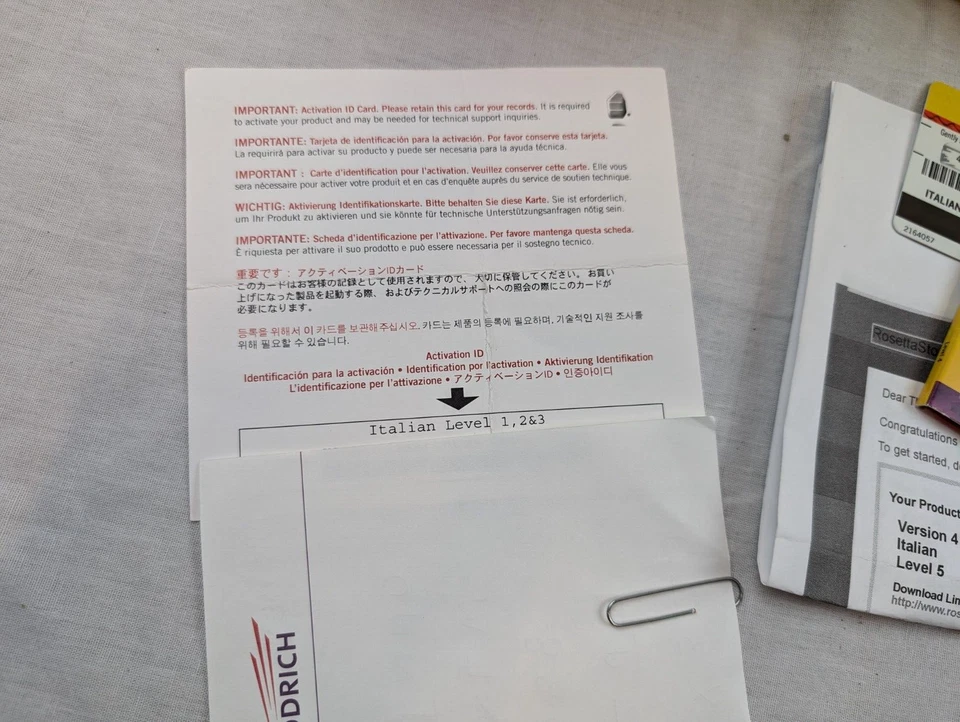 IMPORTANT: Activation ID Card. Please retain this card for your records. It is required
to activate your product and may be needed for technical support inquiries.
IMPORTANTE: Tarjeta de identificación para la activación. Por favor conserve esta tarjeta.
La requirirá para activar su producto y puede ser necesaria para la ayuda técnica.
IMPORTANT : Carte d'identification pour l'activation. Veuillez conserver cette carte. Elle vous
sera nécessaire pour activer votre produit et en cas d'enquête auprès du service de soutien technique.
WICHTIG: Aktivierung Identifikationskarte. Bitte behalten Sie diese Karte. Sie ist erforderlich,
um Ihr Produkt zu aktivieren und sie könnte für technische Unterstützungsanfragen nötig sein.
IMPORTANTE: Scheda d'identificazione per l'attivazione. Per favore mantenga questa scheda.
É riquiesta per attivare il suo prodotto e può essere necessaria per il sostegno tecnico.
重要です： アクティベーションIDカード
このカードはお客様の記録として使用されますので、大切に保管してください。 お買い
上げになった製品を起動する際、 およびテクニカルサポートへの照会の際にこのカードが
必要になります。
등록을 위해서 이 카드를 보관해주십시오. 카드는 제품의 등록에 필요하며, 기술적인 지원 조사를
위해 필요할 수 있습니다.
Activation ID
Identificación para la activación • Identification por l'activation • Aktivierung Identifikation
L'identificazione per l'attivazione • アクティベーションID • 인증아이디
Italian Level 1,2&3
ODRICH
Gently
ITALIAN
2164057
RosettaSto
Dear
Congratulations
To get started,
Your Product
Version 4
Italian
Level 5
Download Lin
http://www.ros